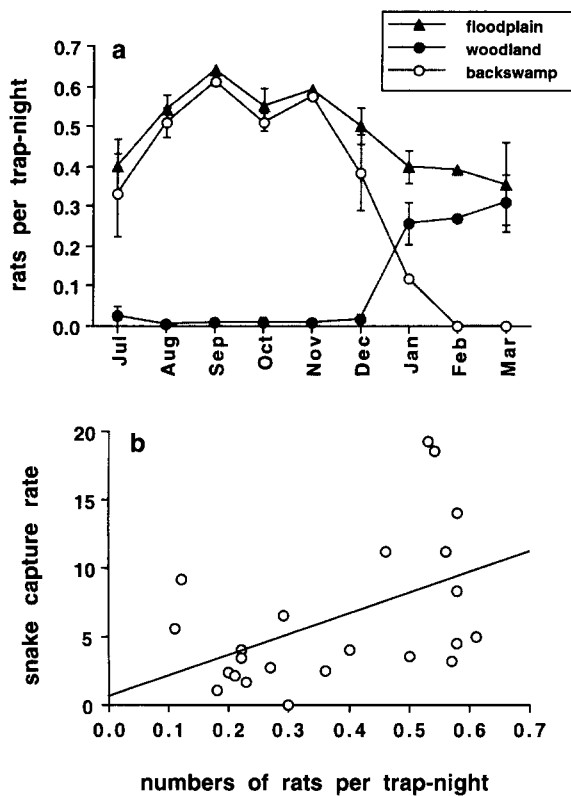 floodplain
woodland
backswamp
a
0.7
0.6
0.5
0.4
0.3
0.2
0.1
0.0
rats per trap-night
Jul Aug Sep Oct Nov Dec Jan Feb Mar
b
20
15
10
5
0
snake capture rate
0.0 0.1 0.2 0.3 0.4 0.5 0.6 0.7
numbers of rats per trap-night